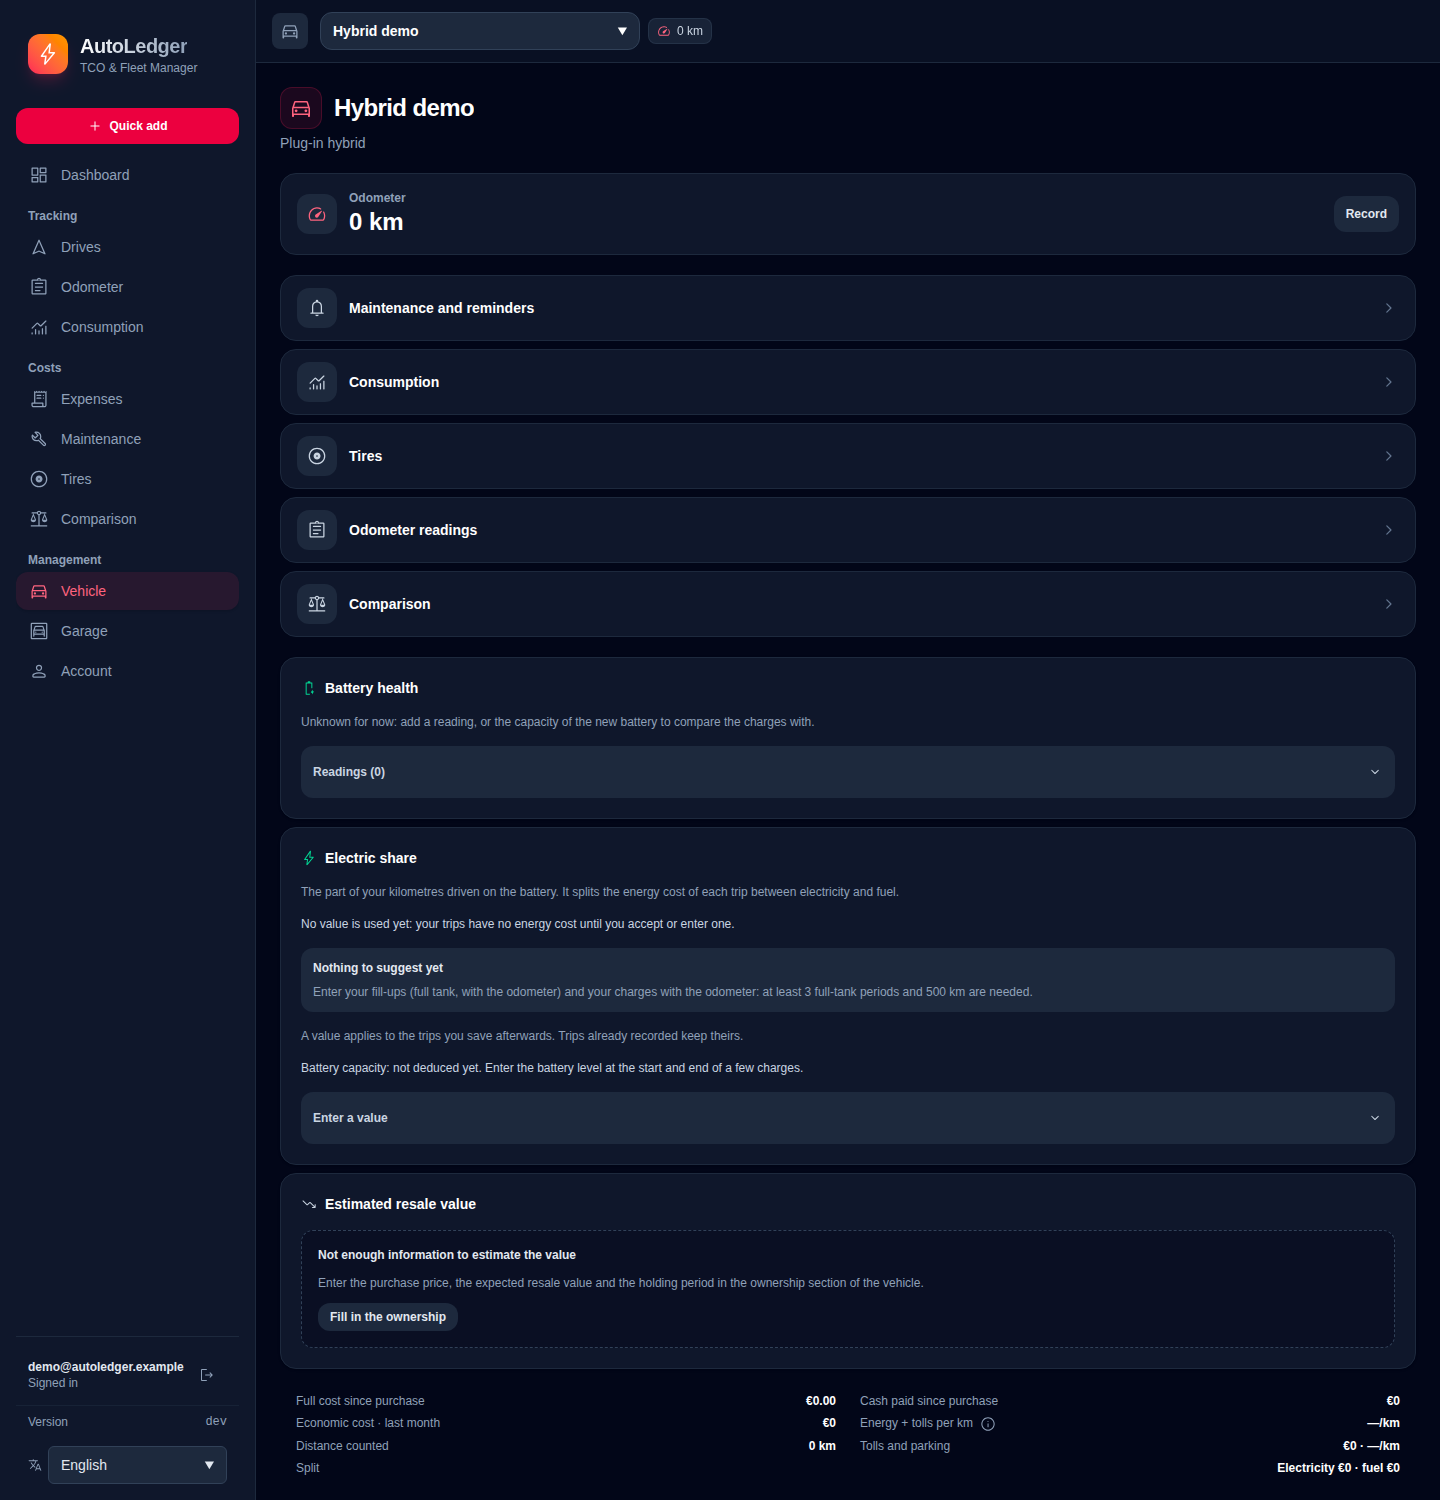 AutoLedger
TCO & Fleet Manager
Quick add
Dashboard
Tracking
Drives
Odometer
Consumption
Costs
Expenses
Maintenance
Tires
Comparison
Management
Vehicle
Garage
Account
demo@autoledger.example
Signed in
Version dev
English
Hybrid demo
0 km
Hybrid demo
Plug-in hybrid
Odometer
0 km
Record
Maintenance and reminders
Consumption
Tires
Odometer readings
Comparison
Battery health
Unknown for now: add a reading, or the capacity of the new battery to compare the charges with.
Readings (0)
Electric share
The part of your kilometres driven on the battery. It splits the energy cost of each trip between electricity and fuel.
No value is used yet: your trips have no energy cost until you accept or enter one.
Nothing to suggest yet
Enter your fill-ups (full tank, with the odometer) and your charges with the odometer: at least 3 full-tank periods and 500 km are needed.
A value applies to the trips you save afterwards. Trips already recorded keep theirs.
Battery capacity: not deduced yet. Enter the battery level at the start and end of a few charges.
Enter a value
Estimated resale value
Not enough information to estimate the value
Enter the purchase price, the expected resale value and the holding period in the ownership section of the vehicle.
Fill in the ownership
Full cost since purchase €0.00
Cash paid since purchase €0
Economic cost · last month €0
Energy + tolls per km —/km
Distance counted 0 km
Tolls and parking €0 · —/km
Split Electricity €0 · fuel €0